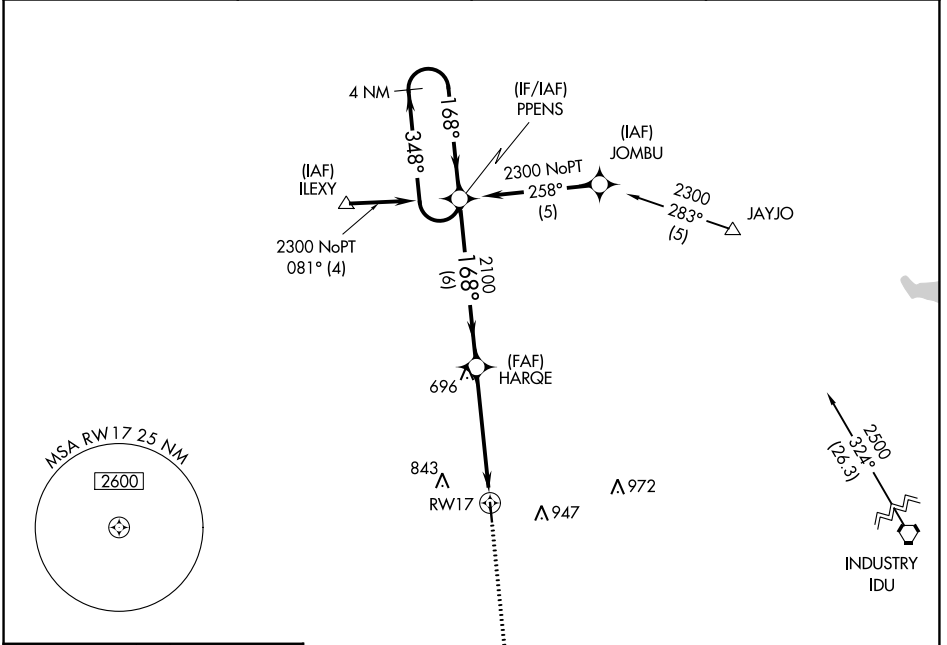 4 NM
168°
348°
(IF/IAF)
PPENS
(IAF)
JOMBU
(IAF)
ILEXY
2300 NoPT
258°
(5)
2300
283°
(5)
JAYJO
2300 NoPT
081° (4)
2100
168°
(6)
(FAF)
HARQE
696
MSA RW17 25 NM
2600
843
RW17
947
972
2500
324°
(26.3)
INDUSTRY
IDU